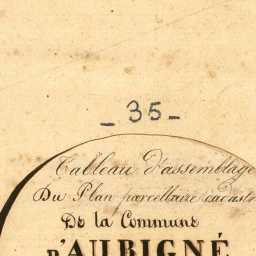 - 35 -
Tableau d'assemblage
Du Plan parcellaire cadast
De la Commune
D'AUBIGNÉ